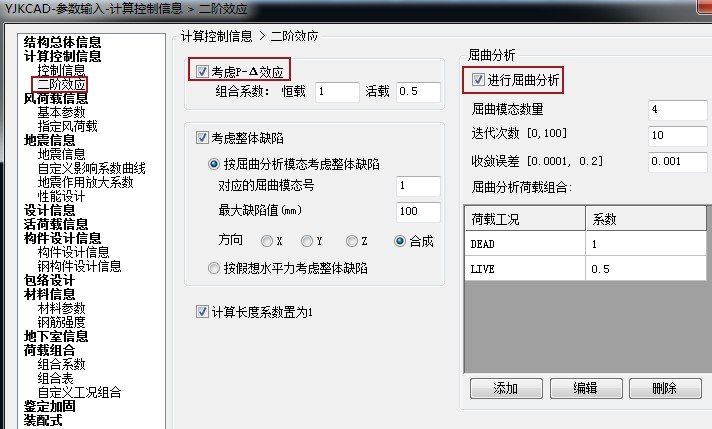 YJKCAD-参数输入-计算控制信息 > 二阶效应
结构总体信息
计算控制信息
控制信息
二阶效应
风荷载信息
基本参数
指定风荷载
地震信息
地震信息
自定义影响系数曲线
地震作用放大系数
性能设计
设计信息
活荷载信息
构件设计信息
构件设计信息
钢构件设计信息
包络设计
材料信息
材料参数
钢筋强度
地下室信息
荷载组合
组合系数
组合表
自定义工况组合
鉴定加固
装配式
计算控制信息 > 二阶效应
考虑P-Δ效应
组合系数: 恒载 1 活载 0.5
考虑整体缺陷
按屈曲分析模态考虑整体缺陷
对应的屈曲模态号 1
最大缺陷值(mm) 100
方向 X Y Z 合成
按假想水平力考虑整体缺陷
计算长度系数置为1
屈曲分析
进行屈曲分析
屈曲模态数量 4
迭代次数 [0,100] 10
收敛误差 [0.0001, 0.2] 0.001
屈曲分析荷载组合:
荷载工况 系数
DEAD 1
LIVE 0.5
添加 编辑 删除